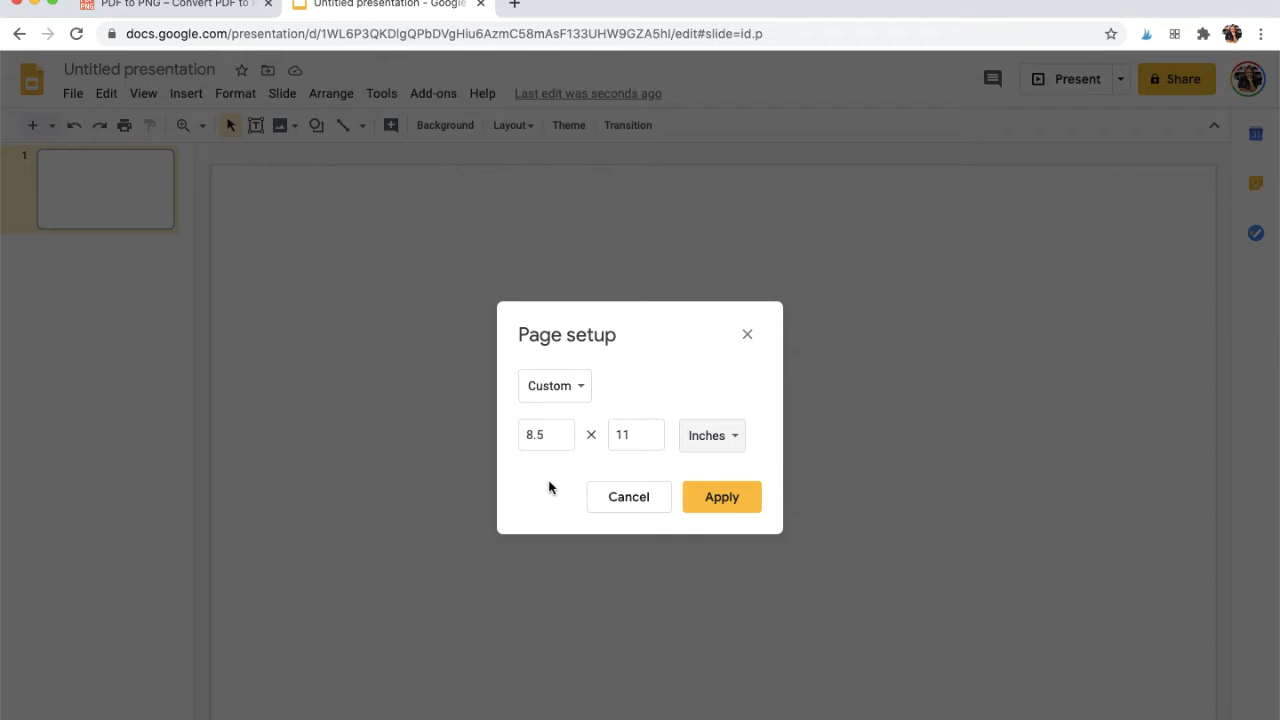 PDF to PNG – Convert PDF to
Untitled presentation - Google
docs.google.com/presentation/d/1WL6P3QKDlgQPbDVgHiu6AzmC58mAsF133UHW9GZA5hI/edit#slide=id.p
Untitled presentation
Present
Share
File Edit View Insert Format Slide Arrange Tools Add-ons Help Last edit was seconds ago
Background Layout Theme Transition
1
Page setup
Custom
8.5 × 11 Inches
Cancel Apply